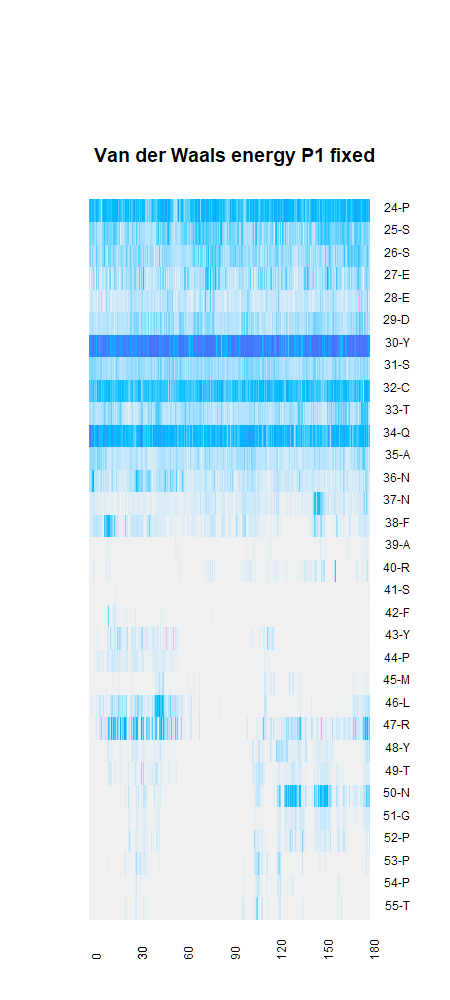 Van der Waals energy P1 fixed
24-P
25-S
26-S
27-E
28-E
29-D
30-Y
31-S
32-C
33-T
34-Q
35-A
36-N
37-N
38-F
39-A
40-R
41-S
42-F
43-Y
44-P
45-M
46-L
47-R
48-Y
49-T
50-N
51-G
52-P
53-P
54-P
55-T
0 30 60 90 120 150 180